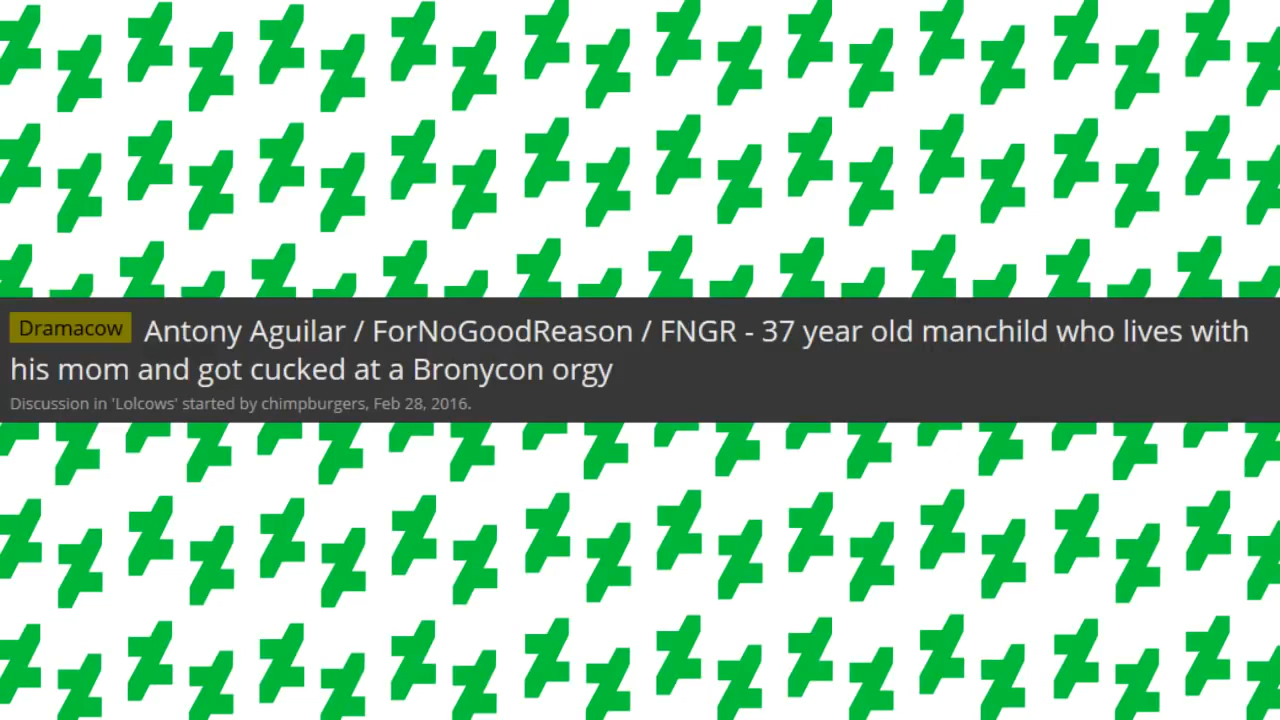 Dramacow Antony Aguilar / ForNoGoodReason / FNGR - 37 year old manchild who lives with
his mom and got cucked at a Bronycon orgy
Discussion in 'Lolcows' started by chimpburgers, Feb 28, 2016.